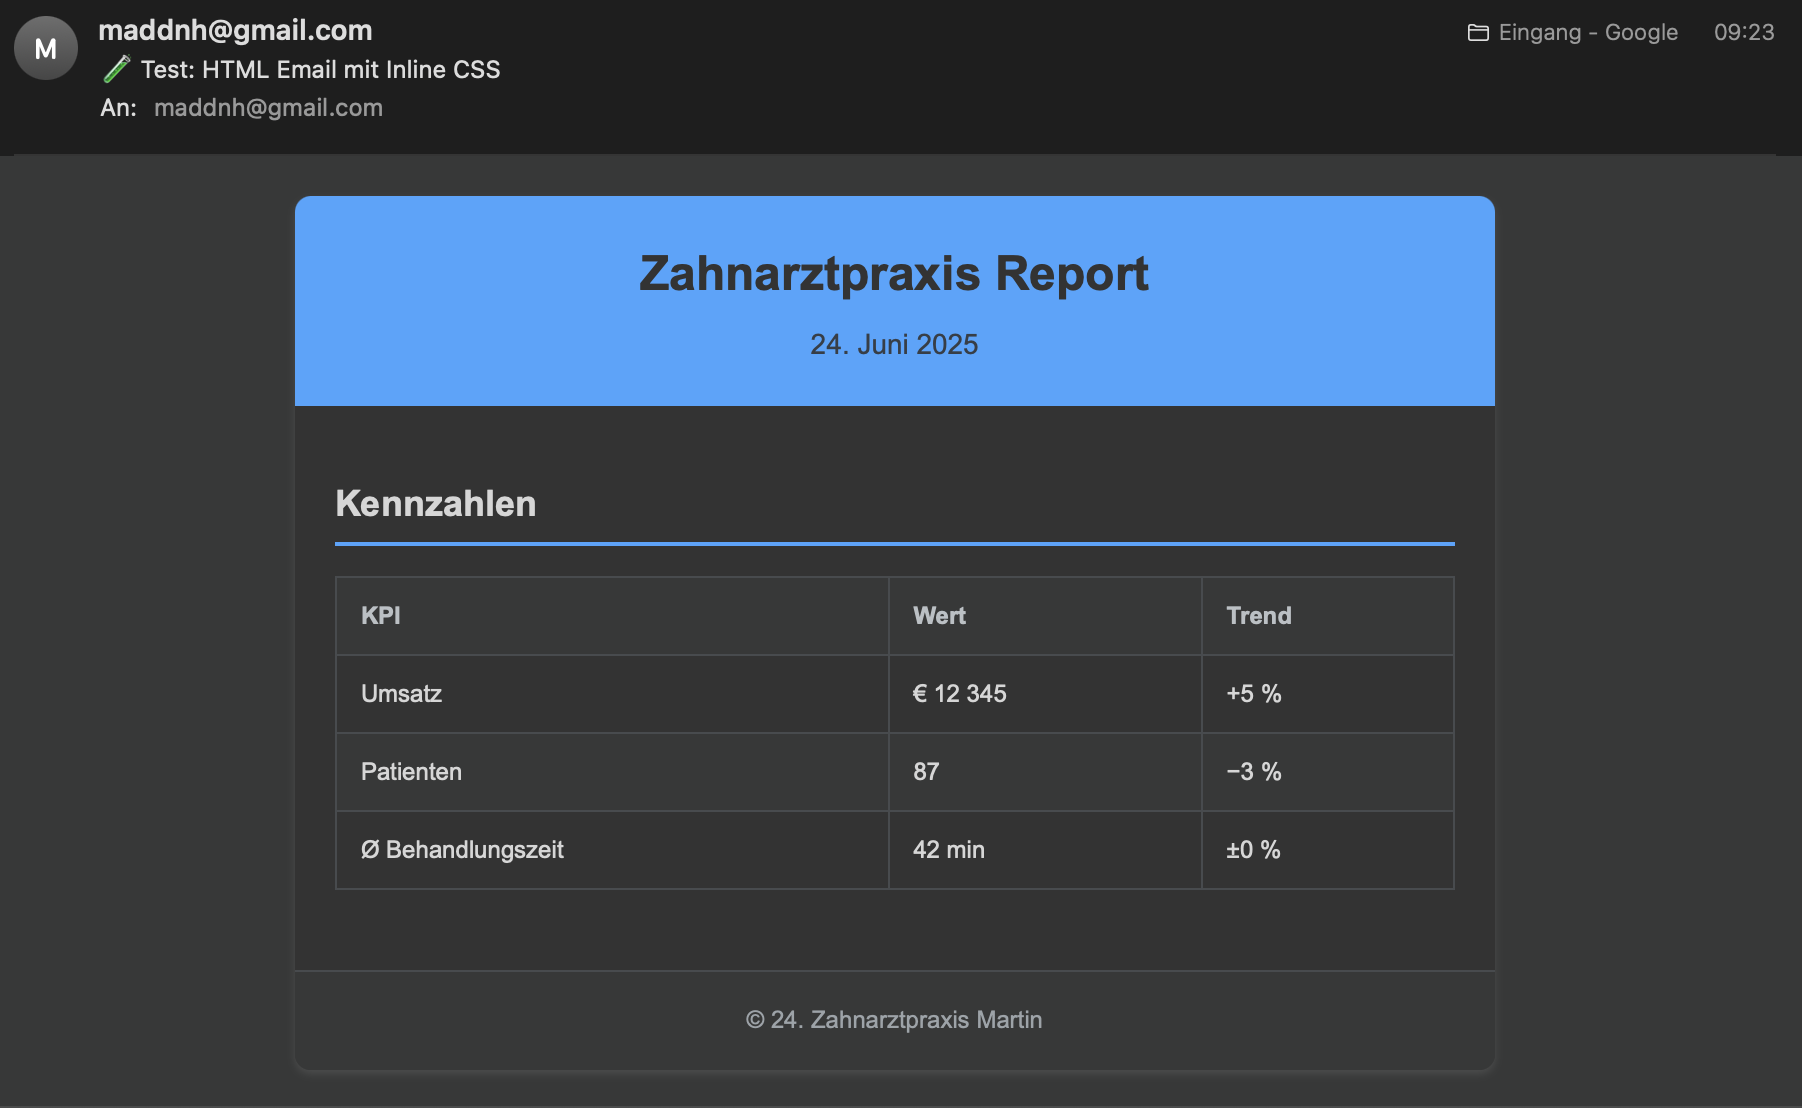 M
maddnh@gmail.com
Eingang - Google 09:23
🧪 Test: HTML Email mit Inline CSS
An: maddnh@gmail.com
Zahnarztpraxis Report
24. Juni 2025
Kennzahlen
KPI Wert Trend
Umsatz € 12 345 +5 %
Patienten 87 −3 %
Ø Behandlungszeit 42 min ±0 %
© 24. Zahnarztpraxis Martin